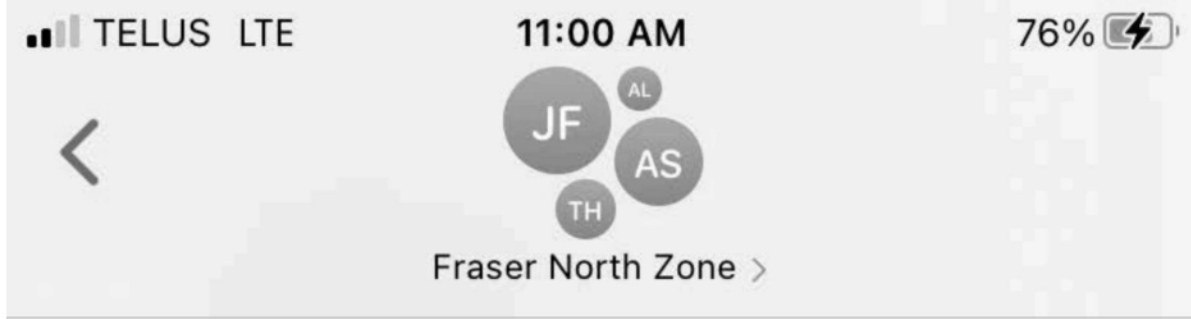 TELUS LTE 11:00 AM 76%
JF AL
AS
TH
Fraser North Zone